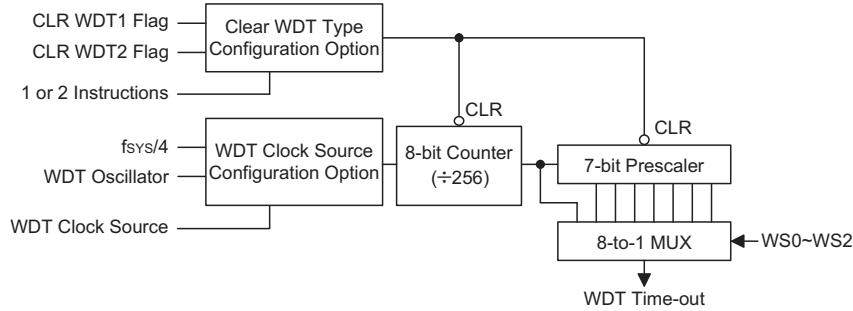 CLR WDT1 Flag
CLR WDT2 Flag
1 or 2 Instructions
Clear WDT Type
Configuration Option
fSYS/4
WDT Oscillator
WDT Clock Source
WDT Clock Source
Configuration Option
CLR
8-bit Counter
(÷256)
CLR
7-bit Prescaler
8-to-1 MUX
WS0~WS2
WDT Time-out